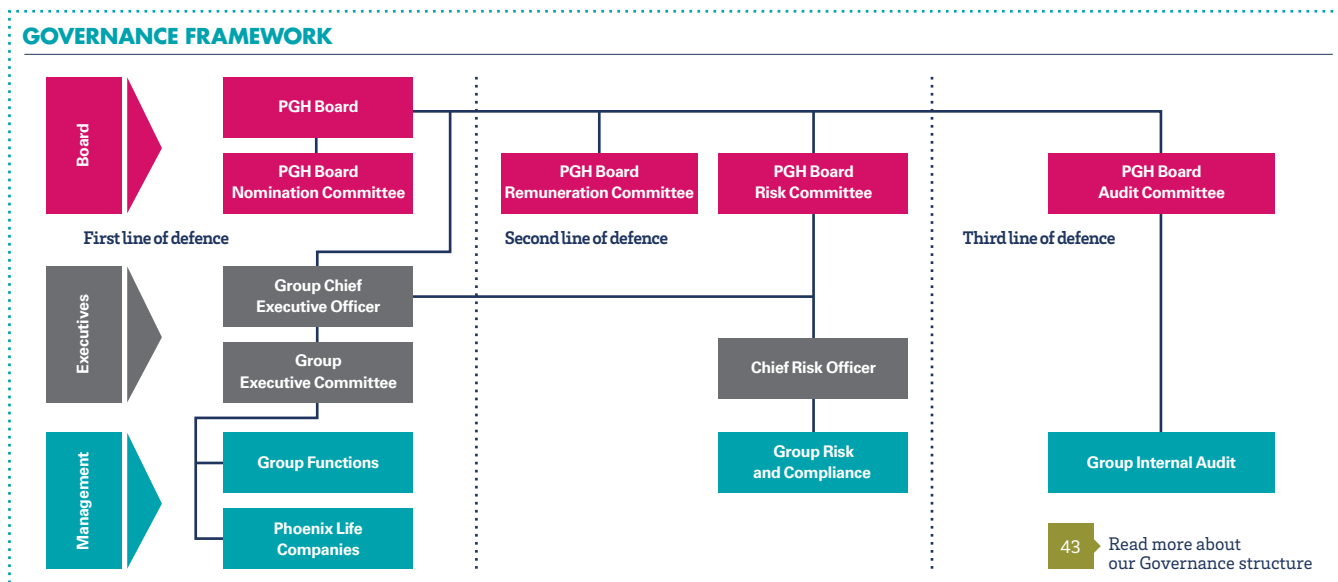 GOVERNANCE FRAMEWORK
Board
PGH Board
PGH Board
Nomination Committee
PGH Board
Remuneration Committee
PGH Board
Risk Committee
PGH Board
Audit Committee
First line of defence
Second line of defence
Third line of defence
Executives
Group Chief
Executive Officer
Group
Executive Committee
Chief Risk Officer
Management
Group Functions
Group Risk
and Compliance
Group Internal Audit
Phoenix Life
Companies
43
Read more about
our Governance structure